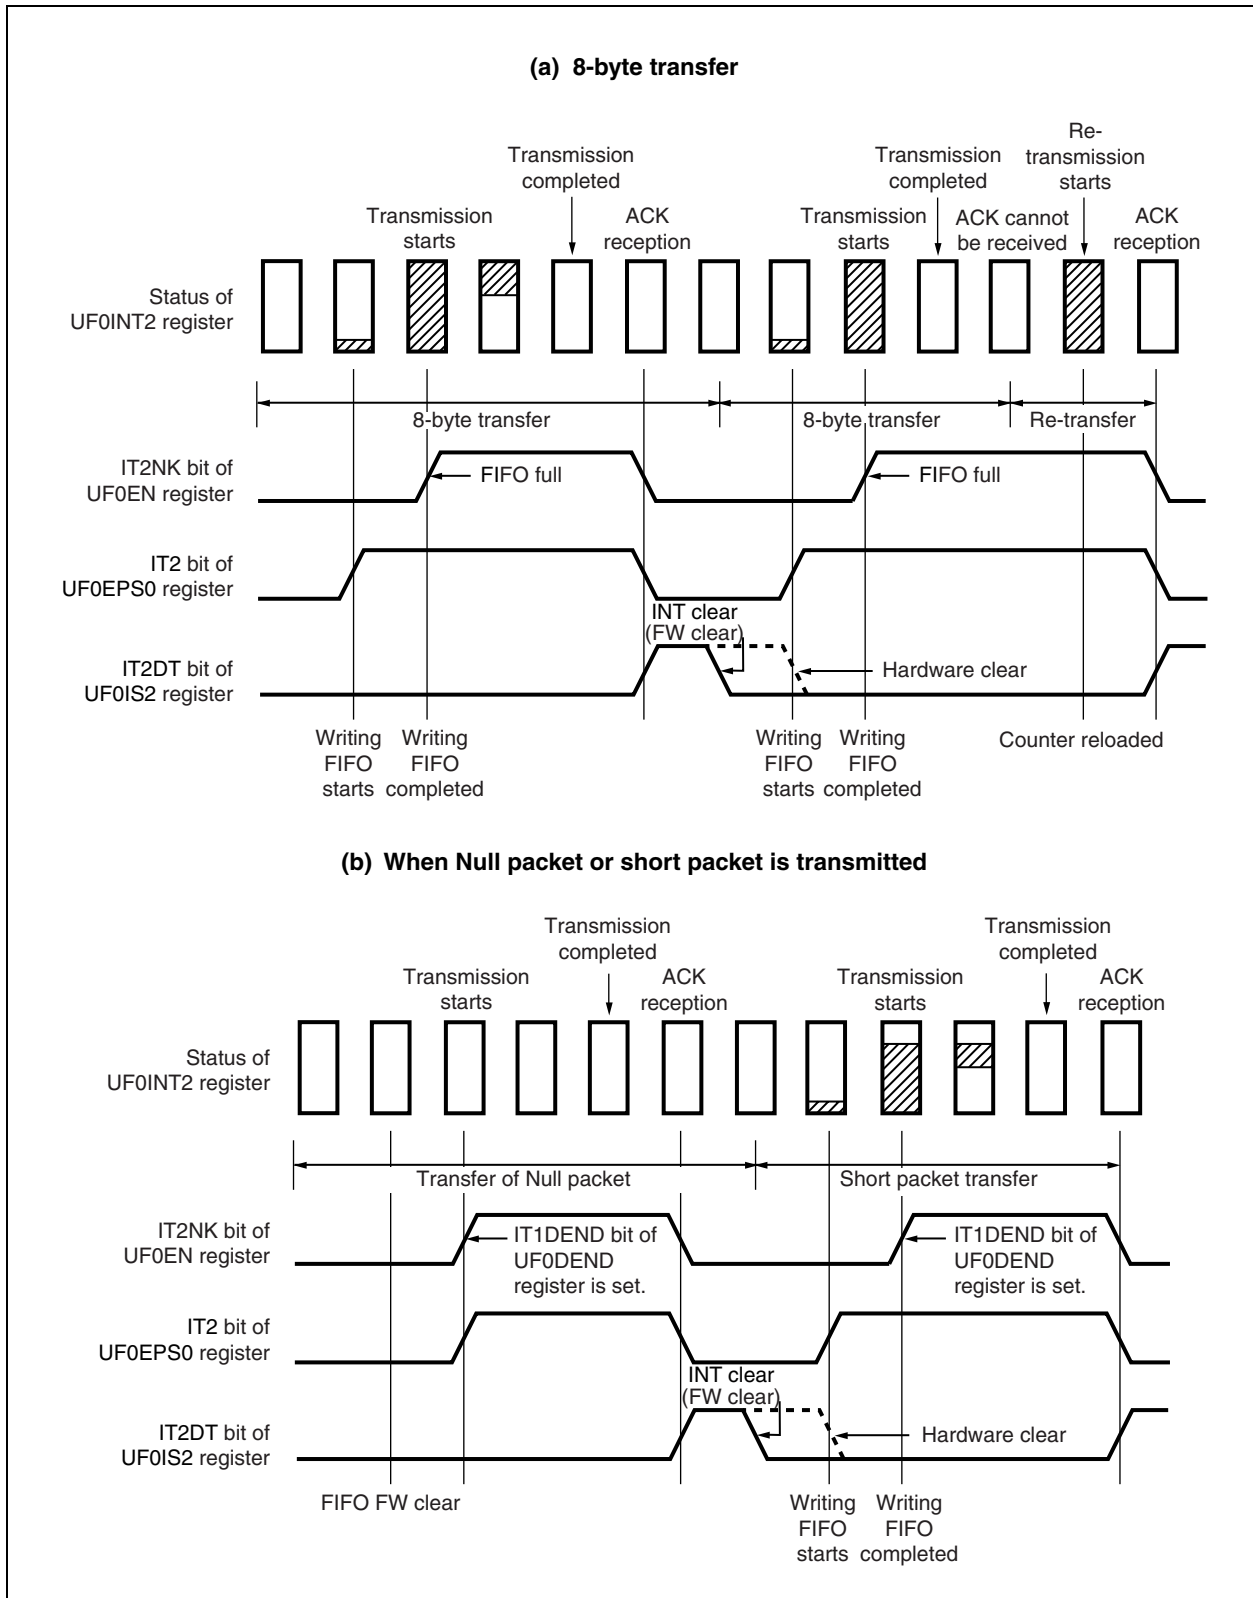 (a) 8-byte transfer
Re-
transmission
starts
Transmission
completed
Transmission
completed
Transmission
starts
ACK
reception
Transmission
starts
ACK cannot
be received
ACK
reception
Status of
UF0INT2 register
8-byte transfer
8-byte transfer
Re-transfer
IT2NK bit of
UF0EN register
FIFO full
FIFO full
IT2 bit of
UF0EPS0 register
INT clear
(FW clear)
IT2DT bit of
UF0IS2 register
Hardware clear
Writing
FIFO
starts
Writing
FIFO
completed
Writing
FIFO
starts
Writing
FIFO
completed
Counter reloaded
(b) When Null packet or short packet is transmitted
Transmission
completed
Transmission
completed
Transmission
starts
ACK
reception
Transmission
starts
ACK
reception
Status of
UF0INT2 register
Transfer of Null packet
Short packet transfer
IT2NK bit of
UF0EN register
IT1DEND bit of
UF0DEND
register is set.
IT1DEND bit of
UF0DEND
register is set.
IT2 bit of
UF0EPS0 register
INT clear
(FW clear)
IT2DT bit of
UF0IS2 register
Hardware clear
FIFO FW clear
Writing
FIFO
starts
Writing
FIFO
completed